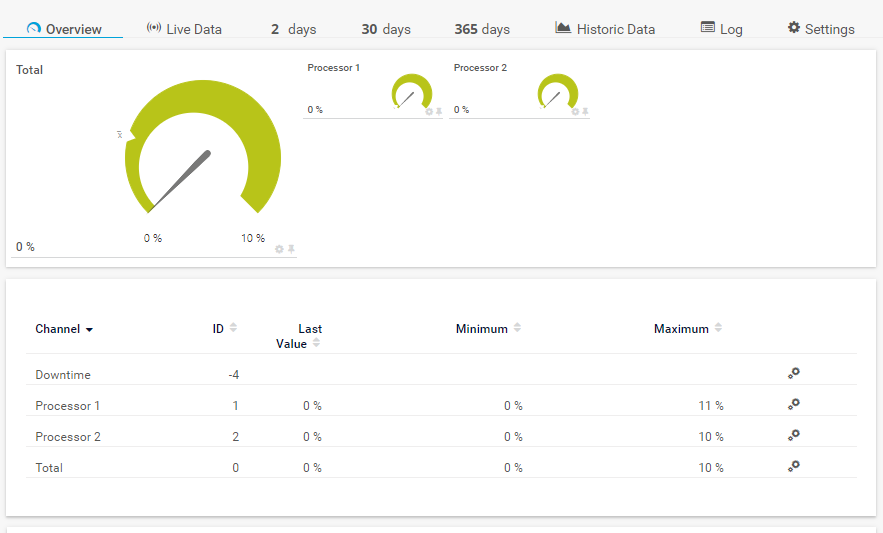 Overview Live Data 2 days 30 days 365 days Historic Data Log Settings
Total
Processor 1 Processor 2
0 % 0 %
x̄
0 % 10 %
0 %
Channel ID Last Value Minimum Maximum
Downtime -4
Processor 1 1 0 % 0 % 11 %
Processor 2 2 0 % 0 % 10 %
Total 0 0 % 0 % 10 %